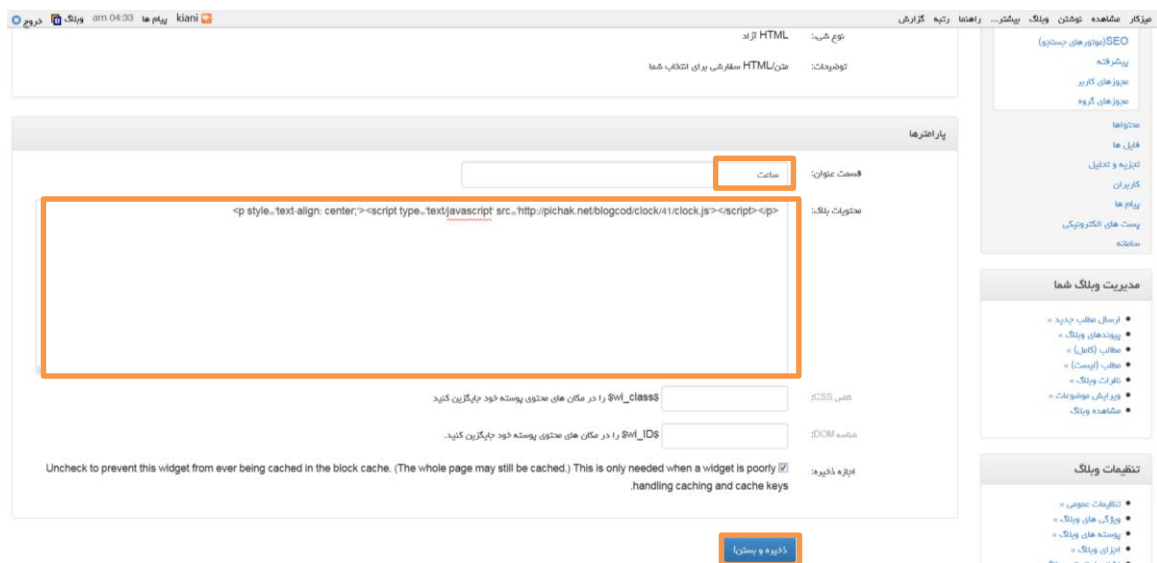 میزکار مشاهده نوشتن وبلاگ بیشتر... راهنما رتبه گزارش
kiani پیام ها 04:33 am وبلاگ خروج
نوع شیء: HTML آزاد
توضیحات: متن/HTML سفارشی برای انتخاب شما
پارامترها
قسمت عنوان: ساعت
محتویات بلاک:
<p style='text-align: center;'><script type='text/javascript' src='http://pichak.net/blogcod/clock/41/clock.js'></script></p>
کلاس CSS: $wi_class$ را در مکان های محتوی پوسته خود جایگزین کنید
شناسه DOM: $wi_ID$ را در مکان های محتوی پوسته خود جایگزین کنید.
اجازه ذخیره: Uncheck to prevent this widget from ever being cached in the block cache. (The whole page may still be cached.) This is only needed when a widget is poorly
handling caching and cache keys.
ذخیره و بستن!
SEO(موتورهای جستجو)
پیشرفته
مجوزهای کاربر
مجوزهای گروه
محتواها
فایل ها
تجزیه و تحلیل
کاربران
پیام ها
پست های الکترونیکی
سامانه
مدیریت وبلاگ شما
ارسال مطلب جدید »
پیوندهای وبلاگ »
مطالب (کامل) »
مطالب (لیست) »
نظرات وبلاگ »
ویرایش موضوعات »
مشاهده وبلاگ
تنظیمات وبلاگ
تنظیمات عمومی »
ویژگی های وبلاگ »
پوسته های وبلاگ »
اجزای وبلاگ »